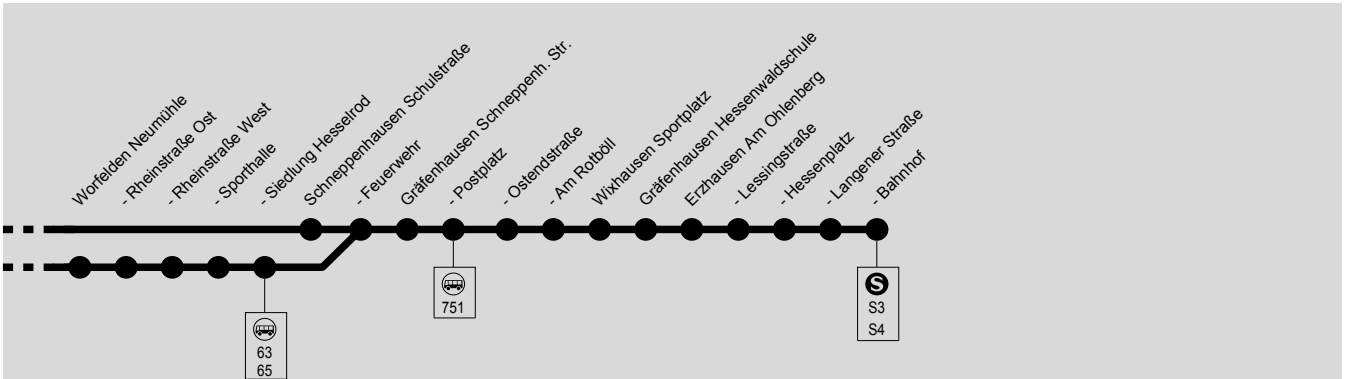 Worfelden Neumühle
- Rheinstraße Ost
- Rheinstraße West
- Sporthalle
- Siedlung Hesselrod
Schneppenhausen Schulstraße
- Feuerwehr
Gräfenhausen Schneppenh. Str.
- Postplatz
- Ostendstraße
- Am Rotböll
Wixhausen Sportplatz
Gräfenhausen Hessenwaldschule
Erzhausen Am Ohlenberg
- Lessingstraße
- Hessenplatz
- Langener Straße
- Bahnhof
63
65
751
S
S3
S4